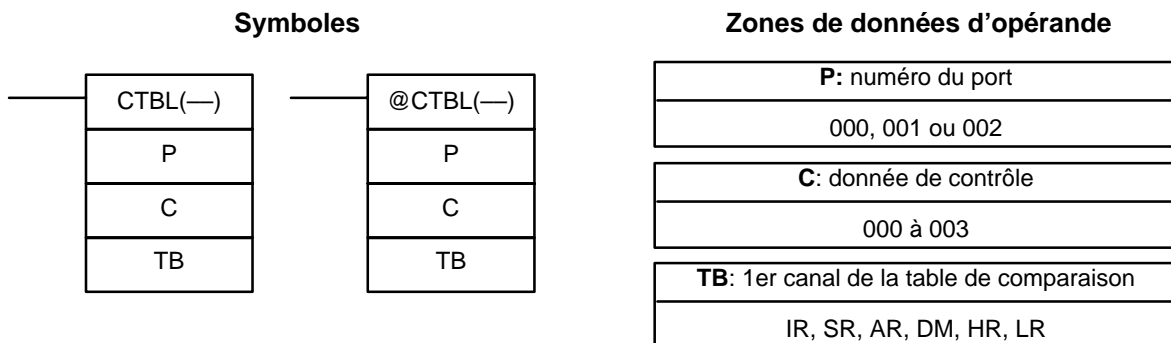 Symboles
CTBL(––)
P
C
TB
@CTBL(––)
P
C
TB
Zones de données d’opérande
P: numéro du port
000, 001 ou 002
C: donnée de contrôle
000 à 003
TB: 1er canal de la table de comparaison
IR, SR, AR, DM, HR, LR